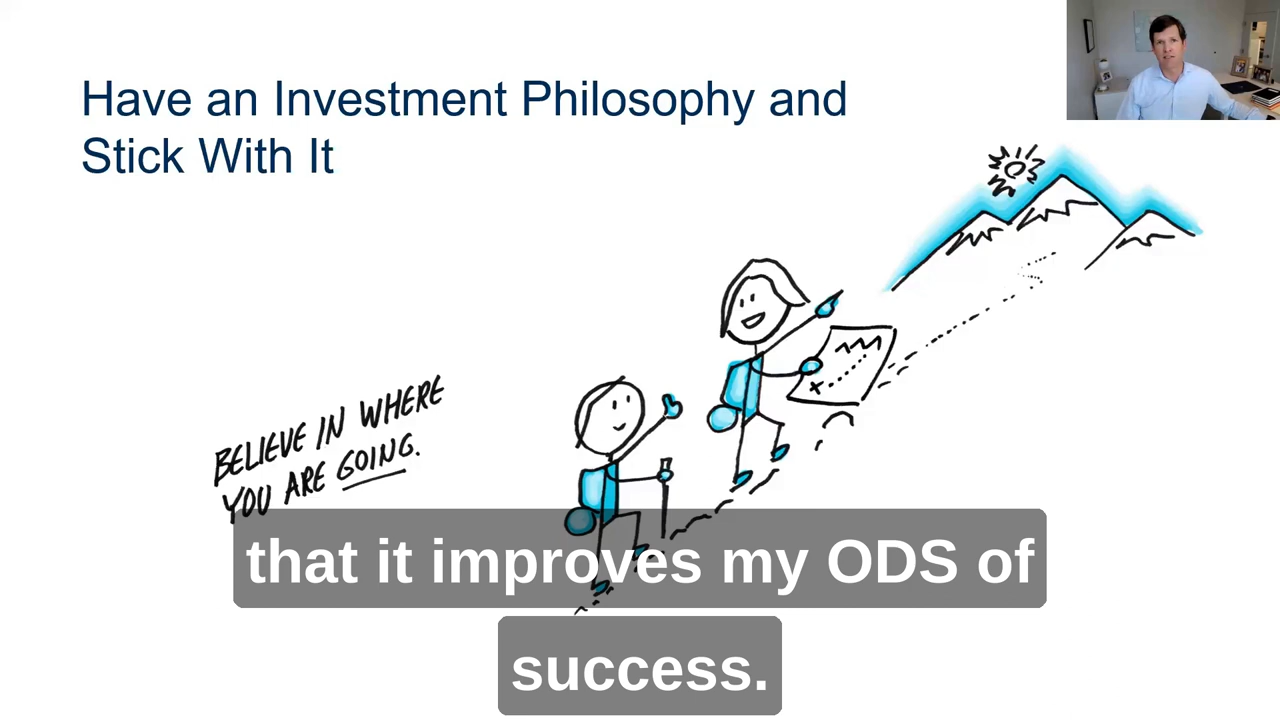 Have an Investment Philosophy and
Stick With It
BELIEVE IN WHERE
YOU ARE GOING.
that it improves my ODS of
success.